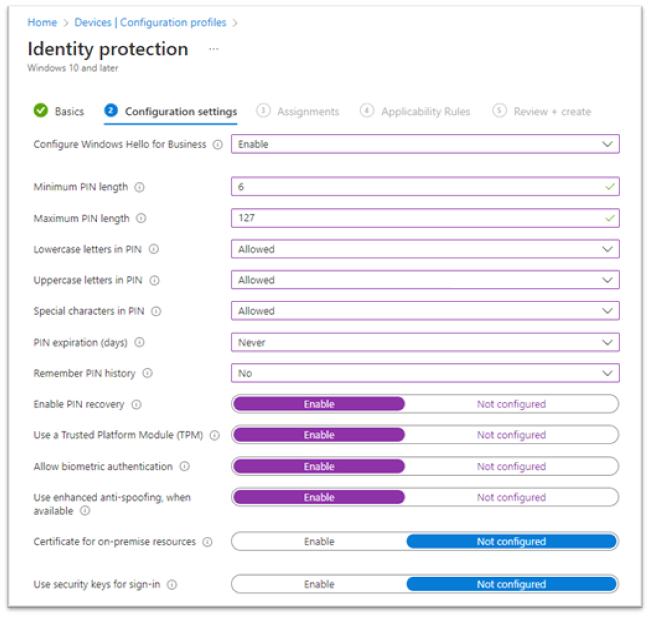 Home > Devices | Configuration profiles >
Identity protection ...
Windows 10 and later
Basics 2 Configuration settings 3 Assignments 4 Applicability Rules 5 Review + create
Configure Windows Hello for Business Enable
Minimum PIN length 6
Maximum PIN length 127
Lowercase letters in PIN Allowed
Uppercase letters in PIN Allowed
Special characters in PIN Allowed
PIN expiration (days) Never
Remember PIN history No
Enable PIN recovery Enable Not configured
Use a Trusted Platform Module (TPM) Enable Not configured
Allow biometric authentication Enable Not configured
Use enhanced anti-spoofing, when Enable Not configured
available
Certificate for on-premise resources Enable Not configured
Use security keys for sign-in Enable Not configured